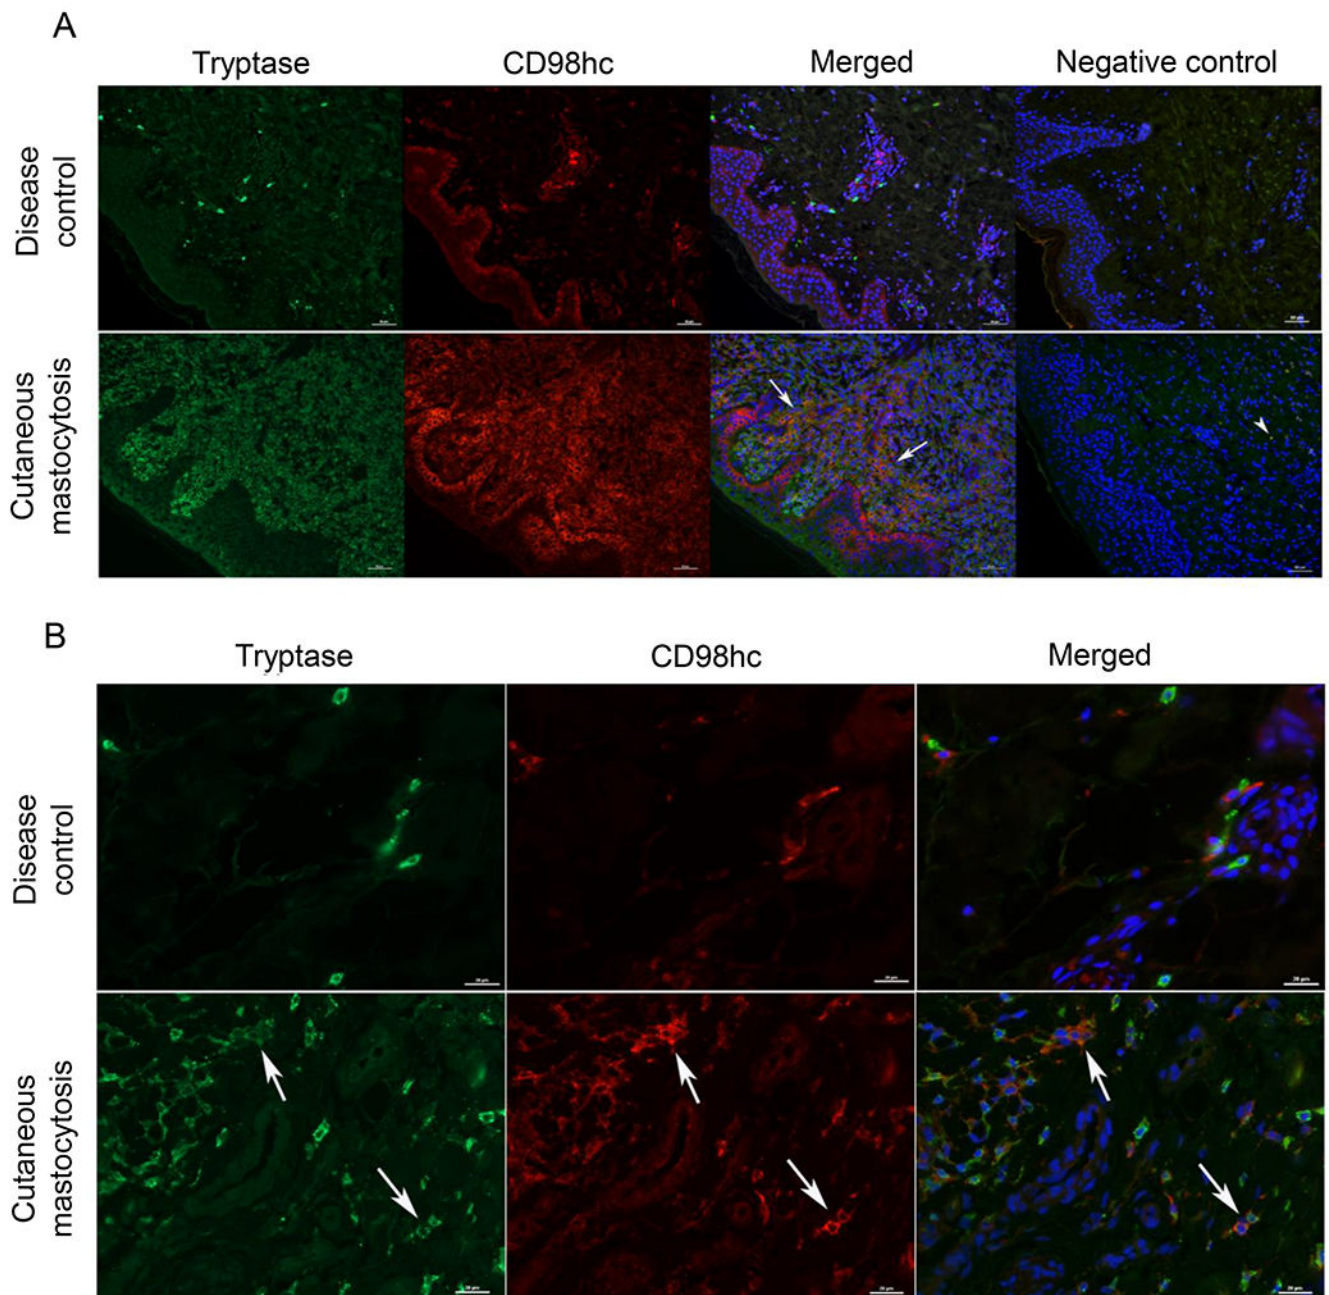 A
Tryptase CD98hc Merged Negative control
Disease
control
Cutaneous
mastocytosis
B
Tryptase CD98hc Merged
Disease
control
Cutaneous
mastocytosis